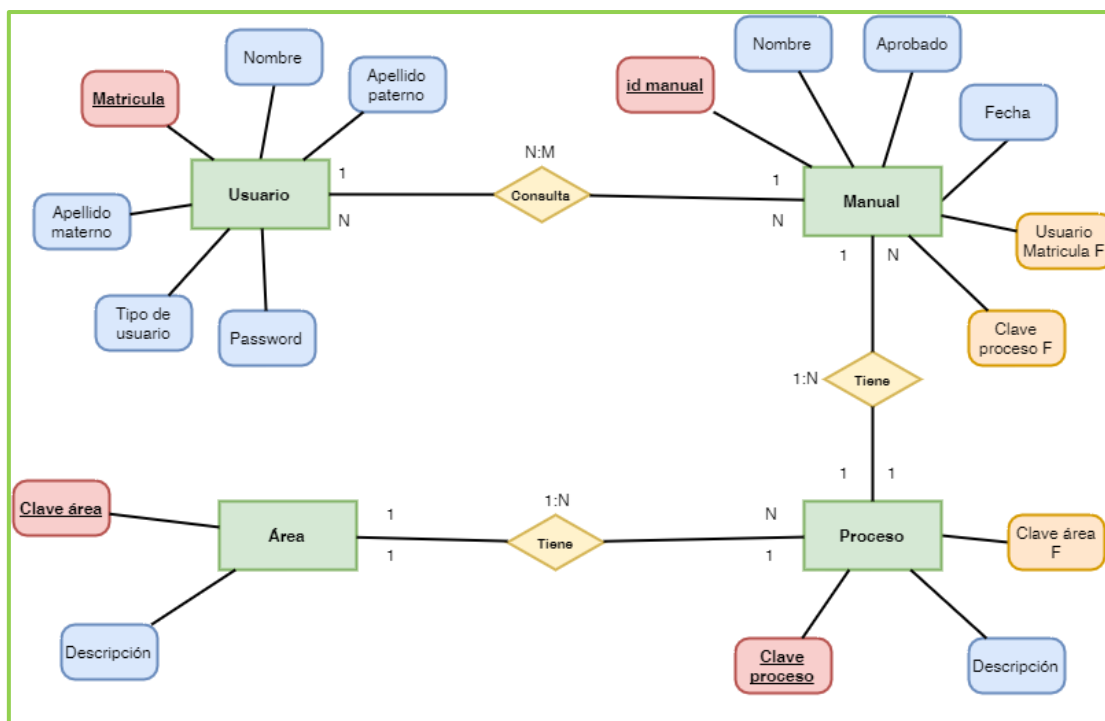 Nombre
Aprobado
Nombre
Apellido
paterno
Matricula
id manual
Fecha
N:M
1
1
Usuario
Consulta
Manual
N
N
Apellido
materno
Usuario
Matricula F
1
N
Tipo de
usuario
Password
Clave
proceso F
1:N
Tiene
1
1
Clave área
1:N
1
N
Área
Tiene
Proceso
Clave área
F
1
1
Descripción
Clave
proceso
Descripción